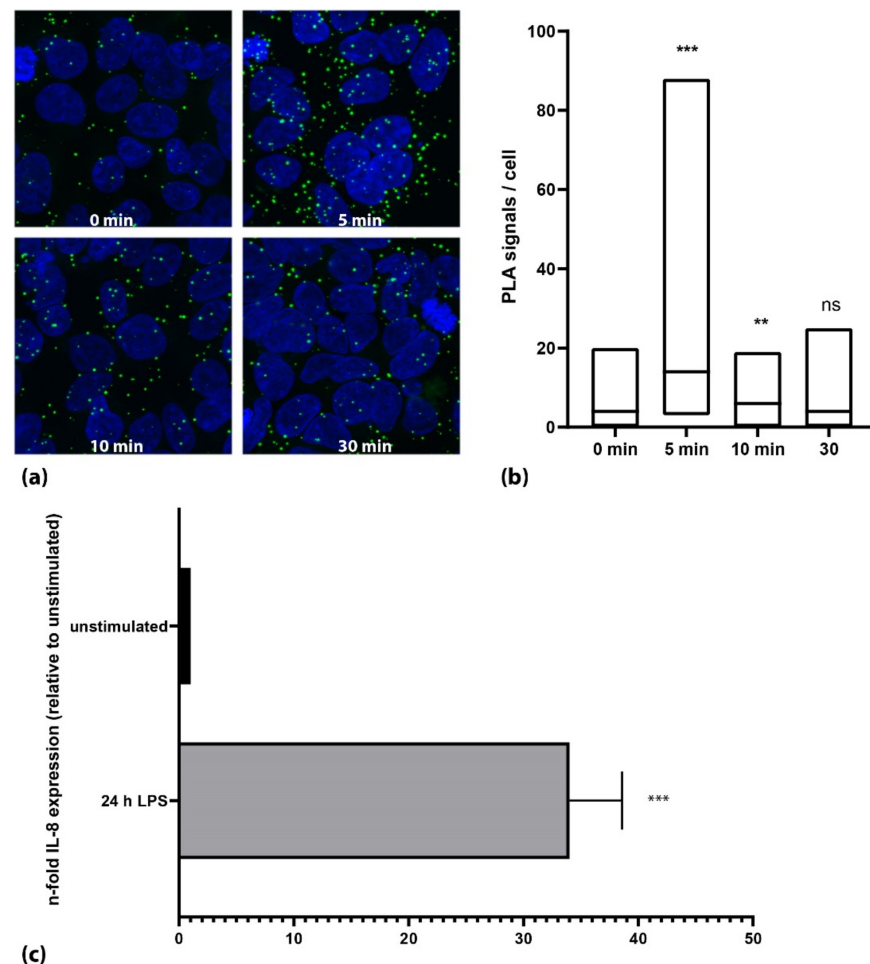 0 min
5 min
10 min
30 min
(a)
PLA signals / cell
100
80
60
40
20
0
***
**
ns
0 min 5 min 10 min 30
(b)
n-fold IL-8 expression (relative to unstimulated)
unstimulated
24 h LPS
***
0 10 20 30 40 50
(c)